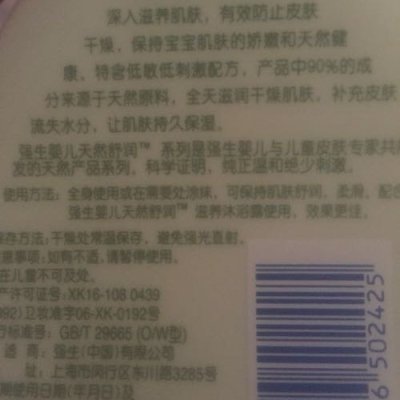 深入滋养肌肤，有效防止皮肤
干燥，保持宝宝肌肤的娇嫩和天然健
康、特含低敏低刺激配方，产品中90%的成
分来源于天然原料，全天滋润干燥肌肤，补充皮肤
流失水分，让肌肤持久保湿。
强生婴儿天然舒润™ 系列是强生婴儿与儿童皮肤专家共
发的天然产品系列，科学证明，纯正温和绝少刺激。
使用方法：全身使用或在需要处涂抹，可保持肌肤舒润、柔滑。配合
强生婴儿天然舒润™ 滋养沐浴露使用，效果更佳。
保存方法：干燥处常温保存，避免强光直射。
意事项：如有不适，请暂停使用。
在儿童不可及处。
产许可证号：XK16-108 0439
992）卫妆准字06-XK-0192号
行标准号：GB/T 29665 (O/W型)
造 商：强生(中国)有限公司
址：上海市闵行区东川路3285号
期或使用日期(年月日)及
6502425